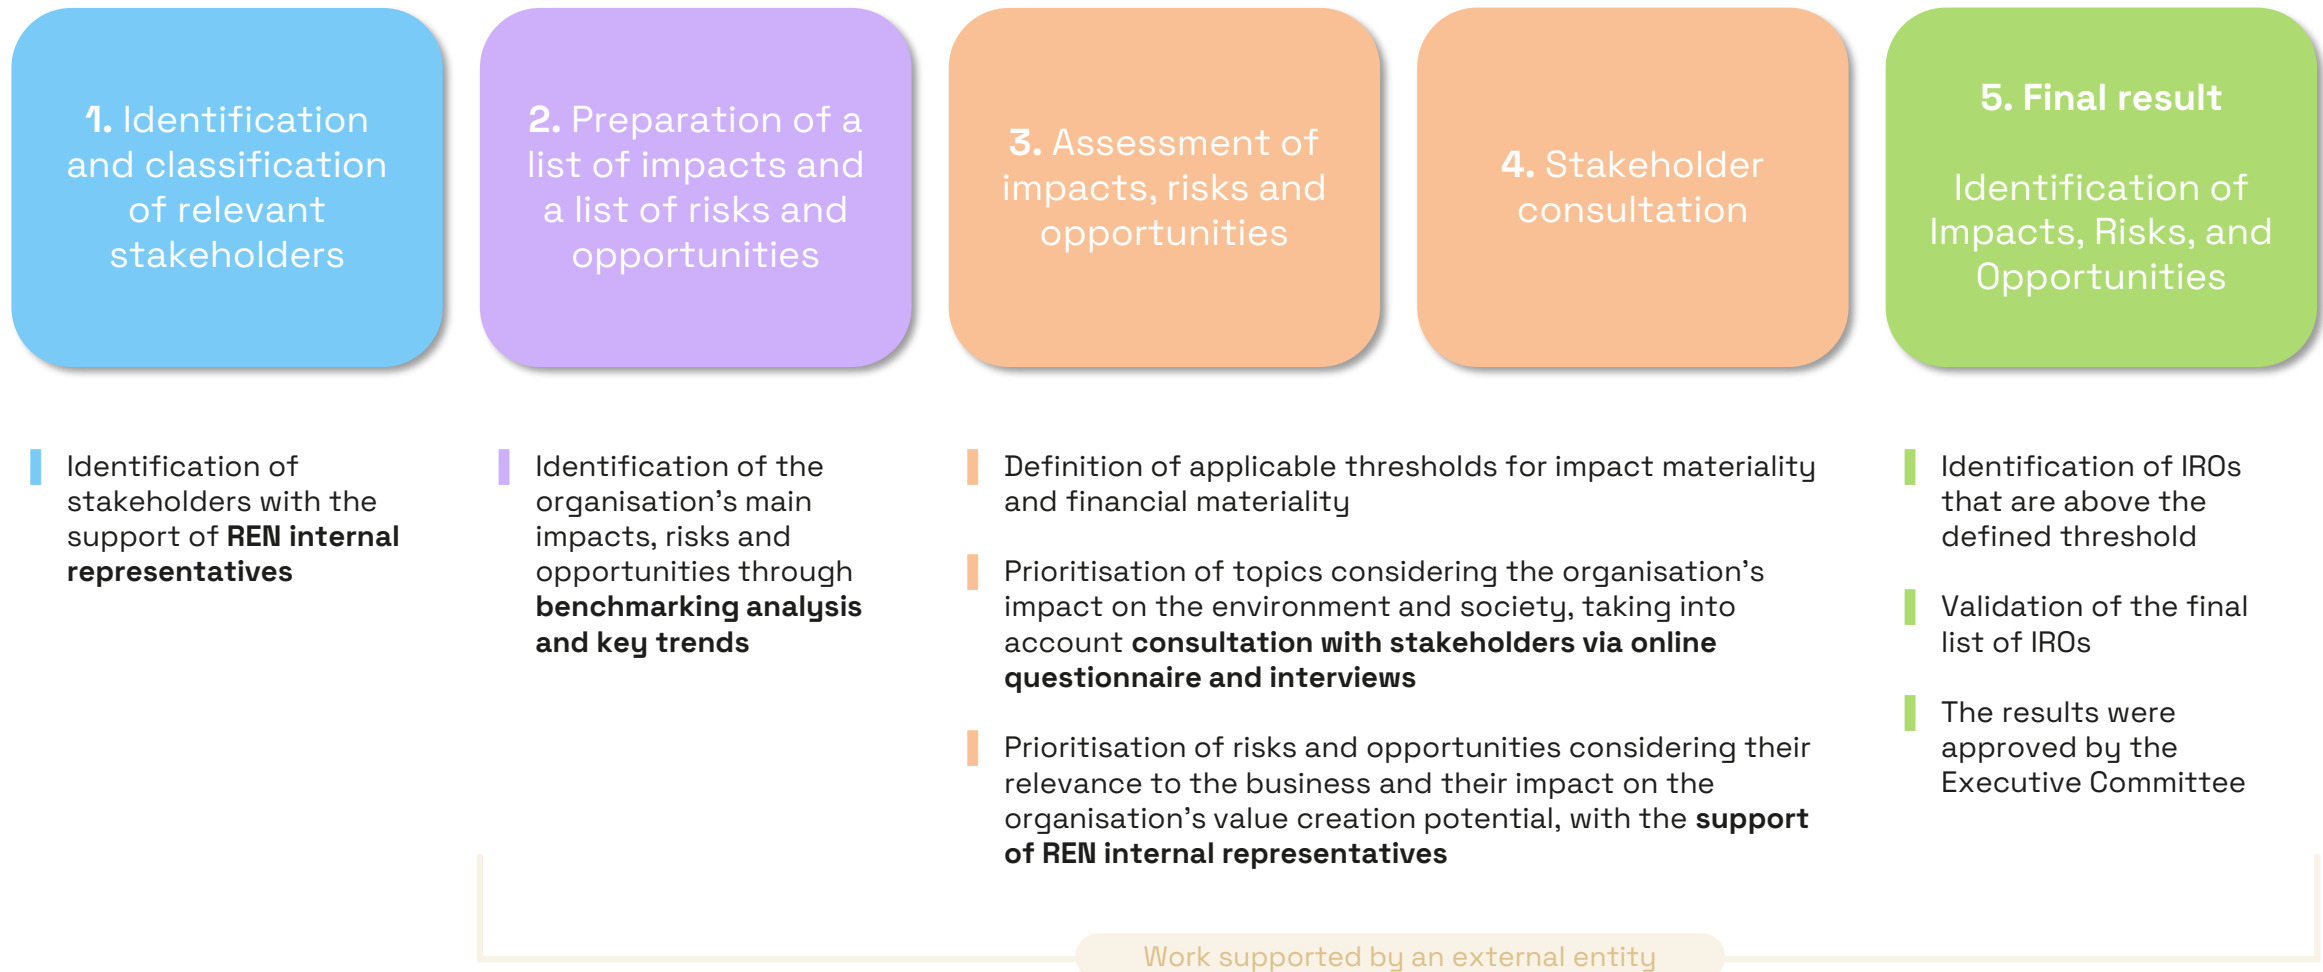 1. Identification
and classification
of relevant
stakeholders
2. Preparation of a
list of impacts and
a list of risks and
opportunities
3. Assessment of
impacts, risks and
opportunities
4. Stakeholder
consultation
5. Final result
Identification of
Impacts, Risks, and
Opportunities
Identification of
stakeholders with the
support of REN internal
representatives
Identification of the
organisation's main
impacts, risks and
opportunities through
benchmarking analysis
and key trends
Definition of applicable thresholds for impact materiality
and financial materiality
Prioritisation of topics considering the organisation's
impact on the environment and society, taking into
account consultation with stakeholders via online
questionnaire and interviews
Prioritisation of risks and opportunities considering their
relevance to the business and their impact on the
organisation's value creation potential, with the support
of REN internal representatives
Identification of IROs
that are above the
defined threshold
Validation of the final
list of IROs
The results were
approved by the
Executive Committee
Work supported by an external entity